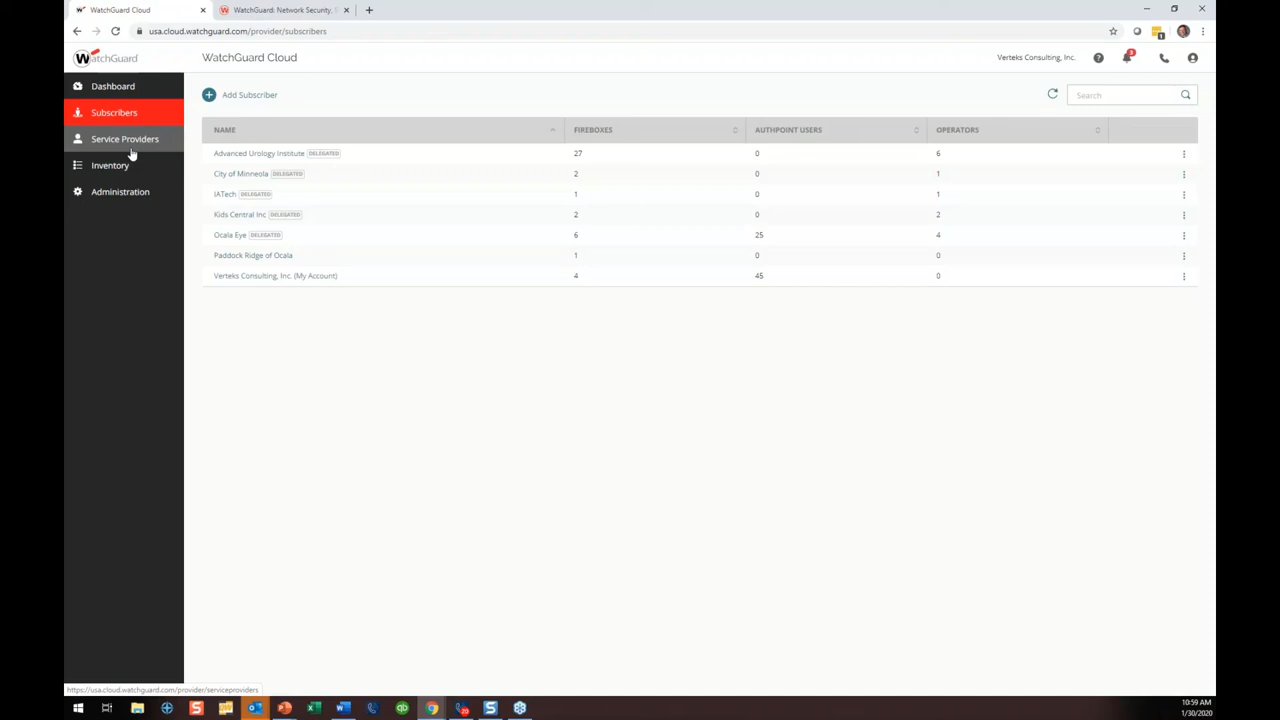 WatchGuard Cloud
WatchGuard: Network Security, S
usa.cloud.watchguard.com/provider/subscribers
1
WatchGuard
WatchGuard Cloud
Verteks Consulting, Inc.
3
Dashboard
Subscribers
Service Providers
Inventory
Administration
Add Subscriber
Search
NAME FIREBOXES AUTHPOINT USERS OPERATORS
Advanced Urology Institute DELEGATED 27 0 6
City of Minneola DELEGATED 2 0 1
IATech DELEGATED 1 0 1
Kids Central Inc DELEGATED 2 0 2
Ocala Eye DELEGATED 6 25 4
Paddock Ridge of Ocala 1 0 0
Verteks Consulting, Inc. (My Account) 4 45 0
https://usa.cloud.watchguard.com/provider/serviceproviders
20
10:59 AM
1/30/2020